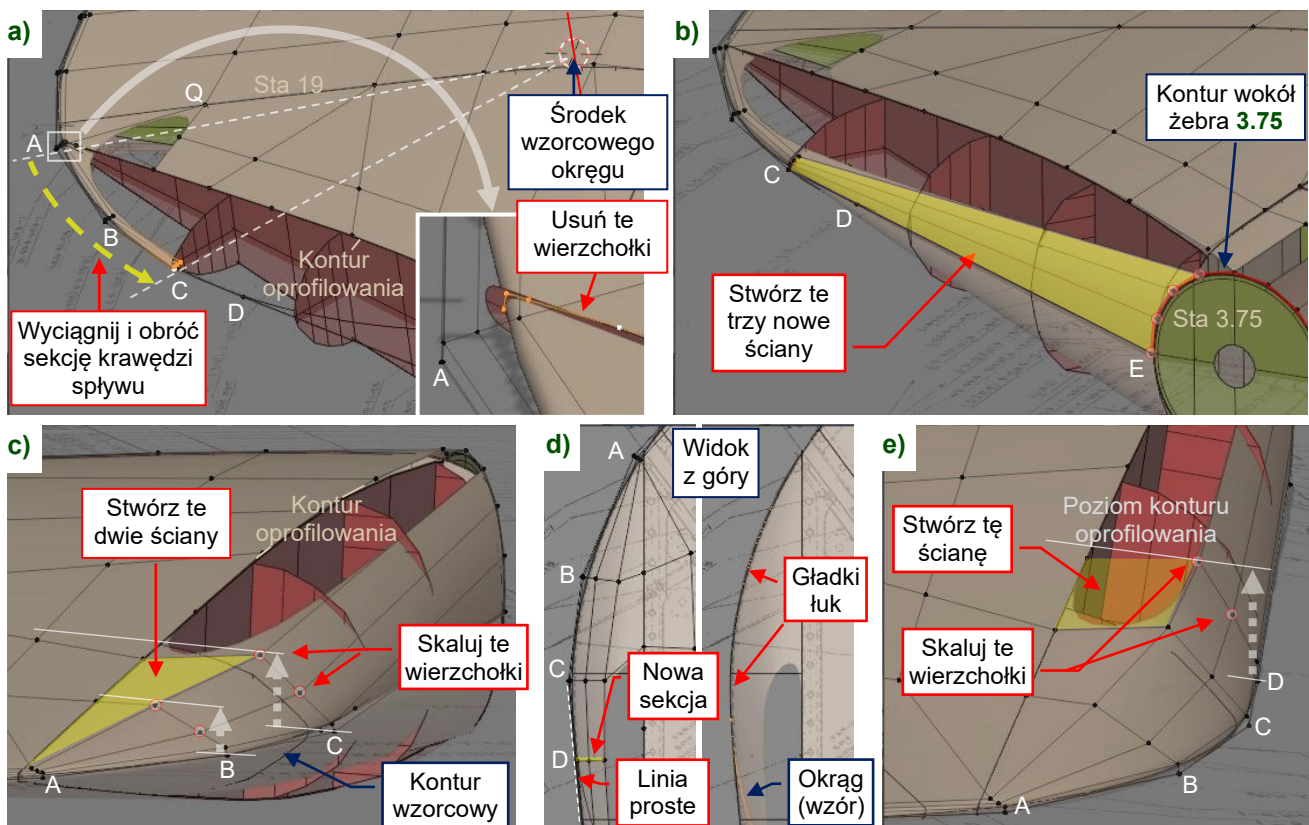 a)
Sta 19
Q
A
B
C
D
Środek
wzorcowego
okręgu
Usuń te
wierzchołki
Kontur
oprofilowania
Wyciągnij i obróć
sekcję krawędzi
spływu
A
b)
Kontur wokół
żebra 3.75
C
D
Stwórz te
trzy nowe
ściany
Sta 3.75
E
c)
Stwórz te
dwie ściany
Kontur
oprofilowania
Skaluj te
wierzchołki
A
B
C
Kontur
wzorcowy
d)
A
Widok
z góry
B
Gładki
łuk
C
Nowa
sekcja
D
Linia
proste
Okrąg
(wzór)
e)
Poziom konturu
oprofilowania
Stwórz tę
ścianę
Skaluj te
wierzchołki
D
C
B
A